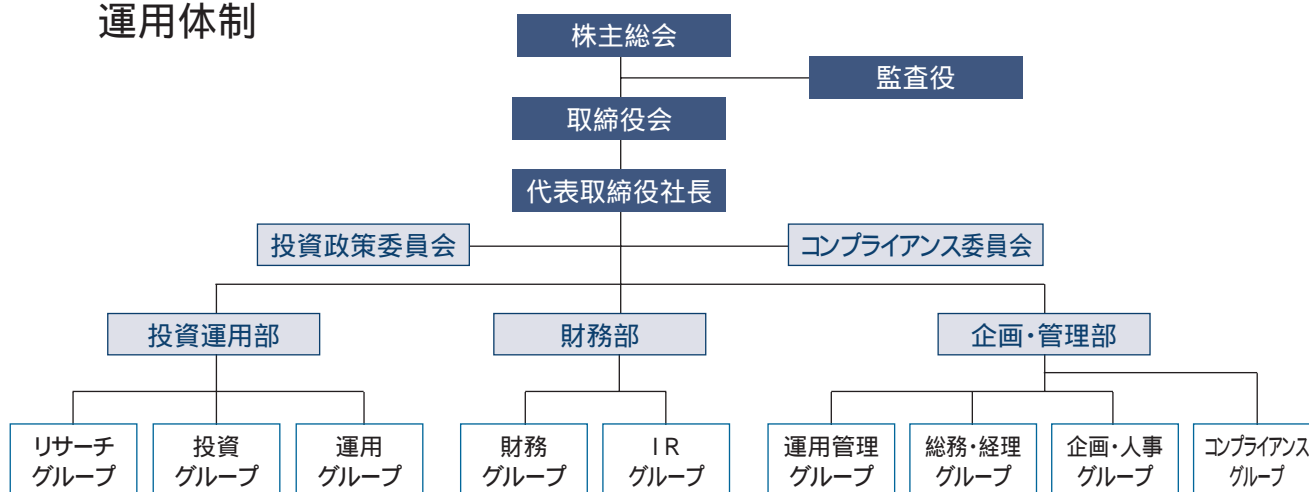 運用体制
株主総会
監査役
取締役会
代表取締役社長
投資政策委員会
コンプライアンス委員会
投資運用部
財務部
企画・管理部
リサーチ
グループ
投資
グループ
運用
グループ
財務
グループ
IR
グループ
運用管理
グループ
総務・経理
グループ
企画・人事
グループ
コンプライアンス
グループ